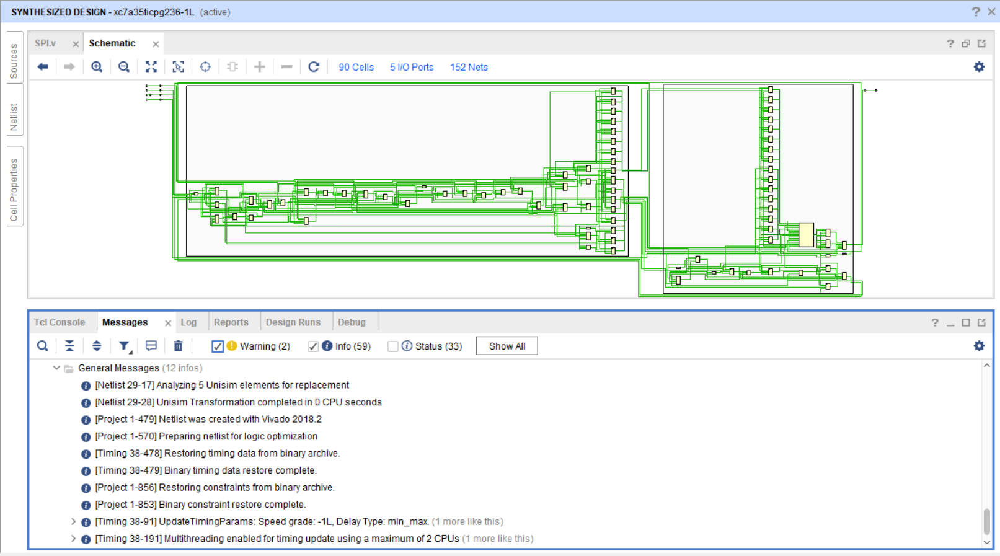 SYNTHESIZED DESIGN - xc7a35ticpg236-1L (active)
Sources
Netlist
Cell Properties
SPI.v Schematic
90 Cells 5 I/O Ports 152 Nets
Tcl Console Messages Log Reports Design Runs Debug
Warning (2) Info (59) Status (33) Show All
General Messages (12 infos)
[Netlist 29-17] Analyzing 5 Unisim elements for replacement
[Netlist 29-28] Unisim Transformation completed in 0 CPU seconds
[Project 1-479] Netlist was created with Vivado 2018.2
[Project 1-570] Preparing netlist for logic optimization
[Timing 38-478] Restoring timing data from binary archive.
[Timing 38-479] Binary timing data restore complete.
[Project 1-856] Restoring constraints from binary archive.
[Project 1-853] Binary constraint restore complete.
[Timing 38-91] UpdateTimingParams: Speed grade: -1L, Delay Type: min_max. (1 more like this)
[Timing 38-191] Multithreading enabled for timing update using a maximum of 2 CPUs (1 more like this)